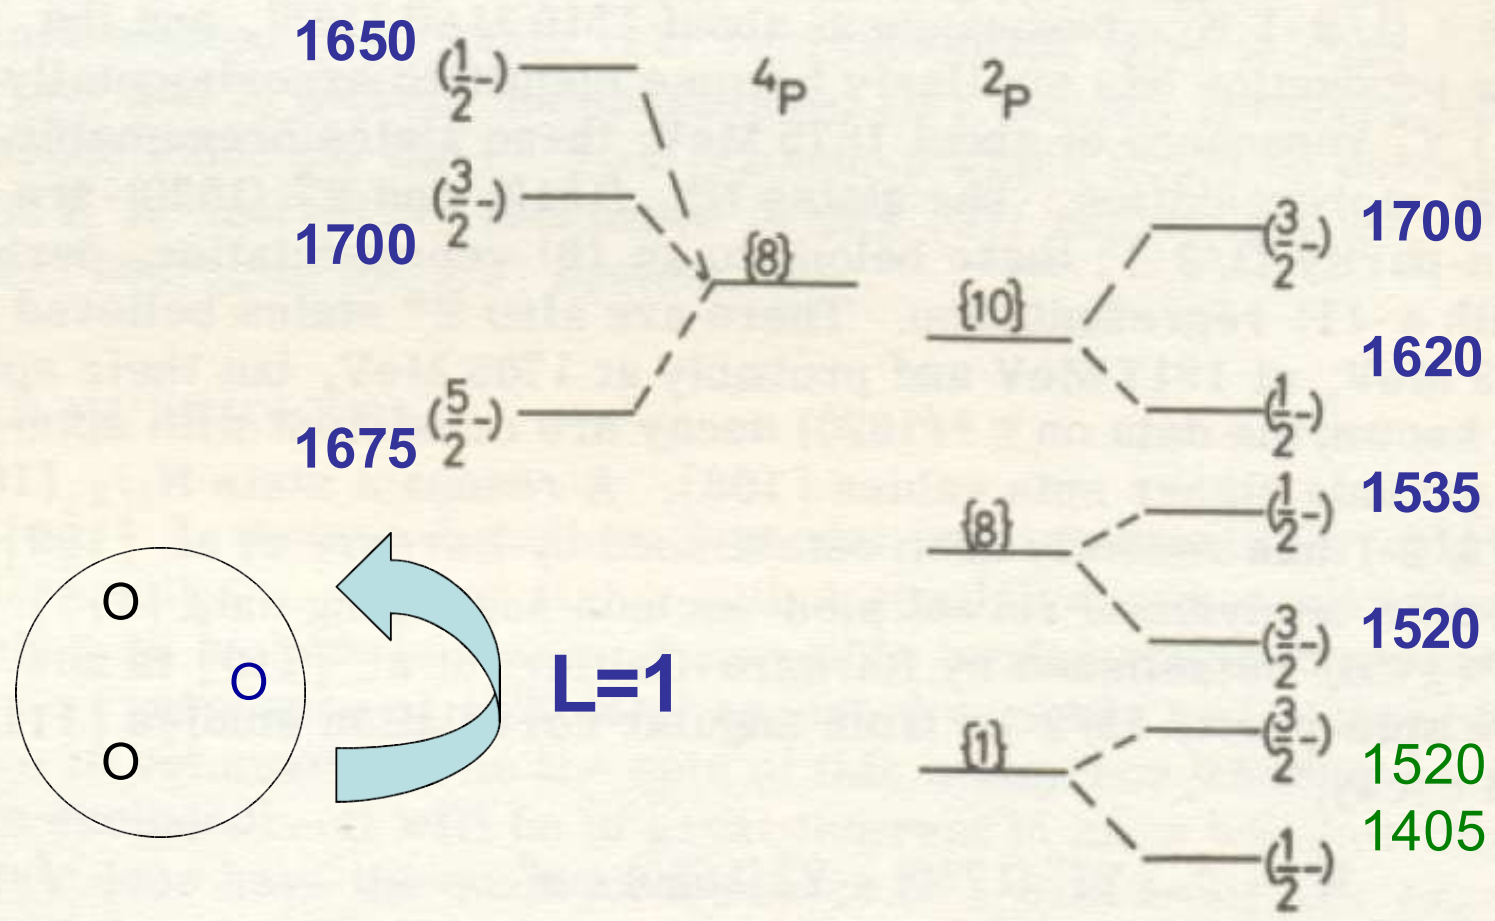 1650 (1/2-)
4P
2P
(3/2-)
1700
{8}
(5/2-)
1675
{10}
(3/2-) 1700
1620
(1/2-)
{8}
(1/2-) 1535
(3/2-) 1520
{1}
(3/2-) 1520
1405
(1/2-)
O
O
O
L=1